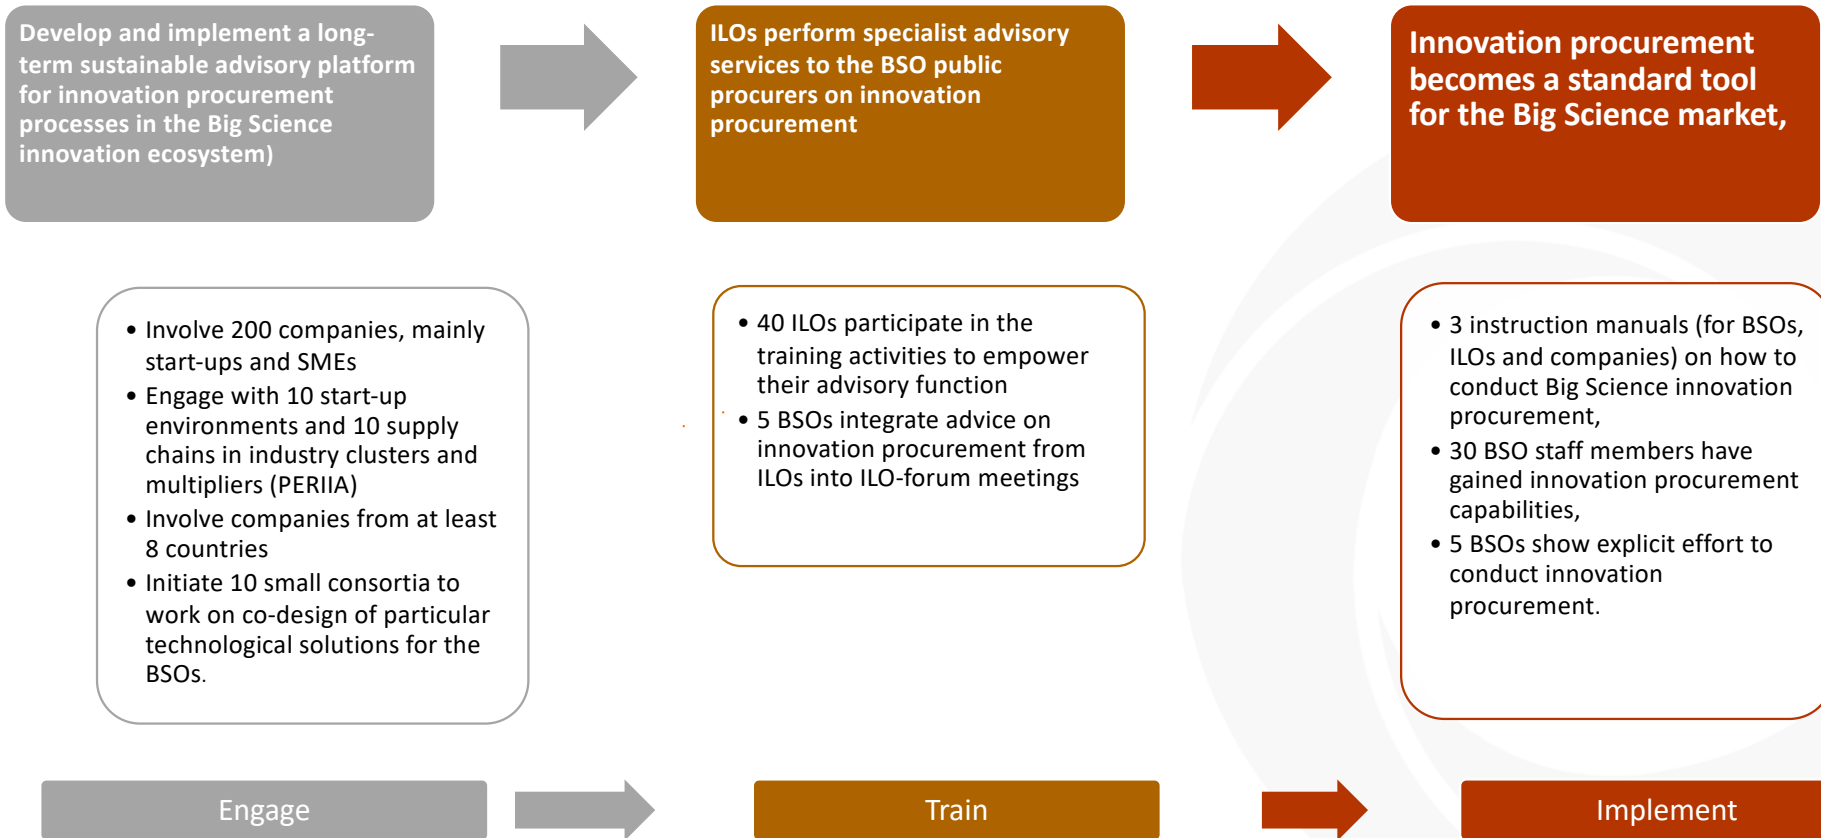 Develop and implement a long-
term sustainable advisory platform
for innovation procurement
processes in the Big Science
innovation ecosystem)
ILOs perform specialist advisory
services to the BSO public
procurers on innovation
procurement
Innovation procurement
becomes a standard tool
for the Big Science market,
• Involve 200 companies, mainly
start-ups and SMEs
• Engage with 10 start-up
environments and 10 supply
chains in industry clusters and
multipliers (PERIIA)
• Involve companies from at least
8 countries
• Initiate 10 small consortia to
work on co-design of particular
technological solutions for the
BSOs.
• 40 ILOs participate in the
training activities to empower
their advisory function
• 5 BSOs integrate advice on
innovation procurement from
ILOs into ILO-forum meetings
• 3 instruction manuals (for BSOs,
ILOs and companies) on how to
conduct Big Science innovation
procurement,
• 30 BSO staff members have
gained innovation procurement
capabilities,
• 5 BSOs show explicit effort to
conduct innovation
procurement.
Engage
Train
Implement